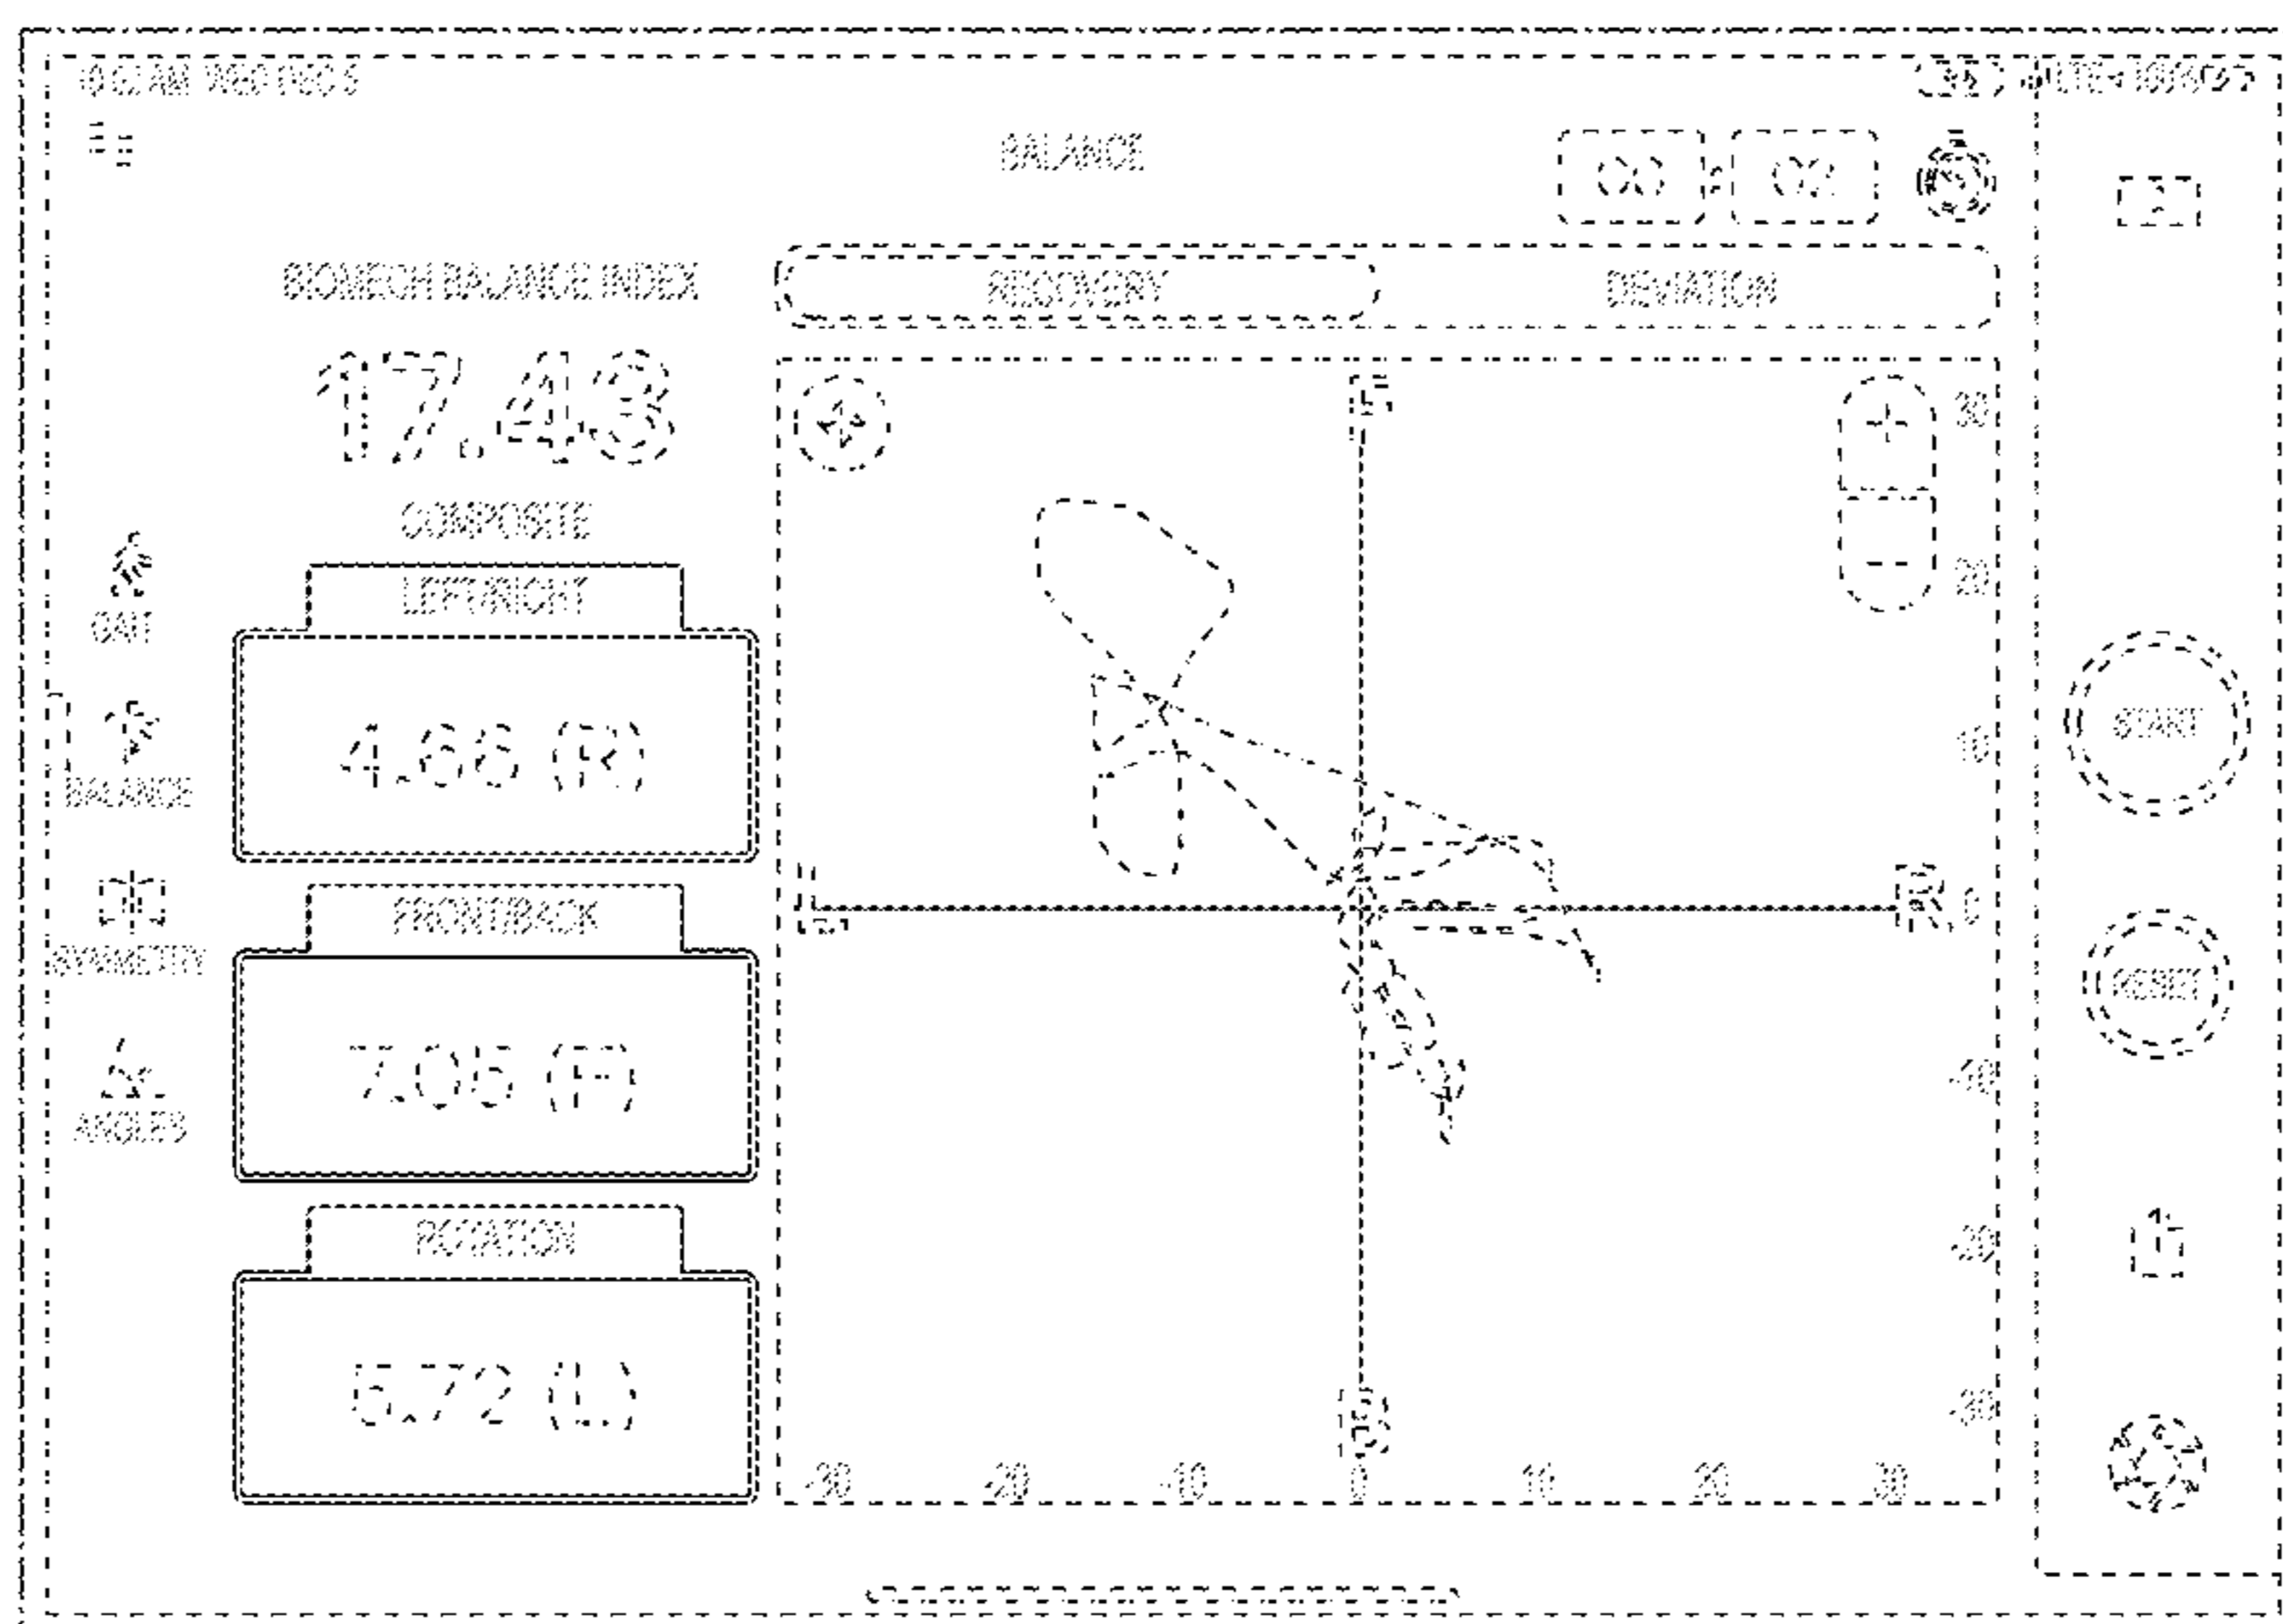 BALANCE
00 : 02
BIOMECH BALANCE INDEX
RECOVERY
DEVIATION
17.43
COMPOSITE
LEFT/RIGHT
4.66 (R)
FRONT/BACK
7.05 (F)
ROTATION
5.72 (L)
GAIT
BALANCE
SYMMETRY
ANGLES
F
L
R
B
+
-
30
20
10
0
-10
-20
-30
-30 -20 -10 0 10 20 30
START
RESET